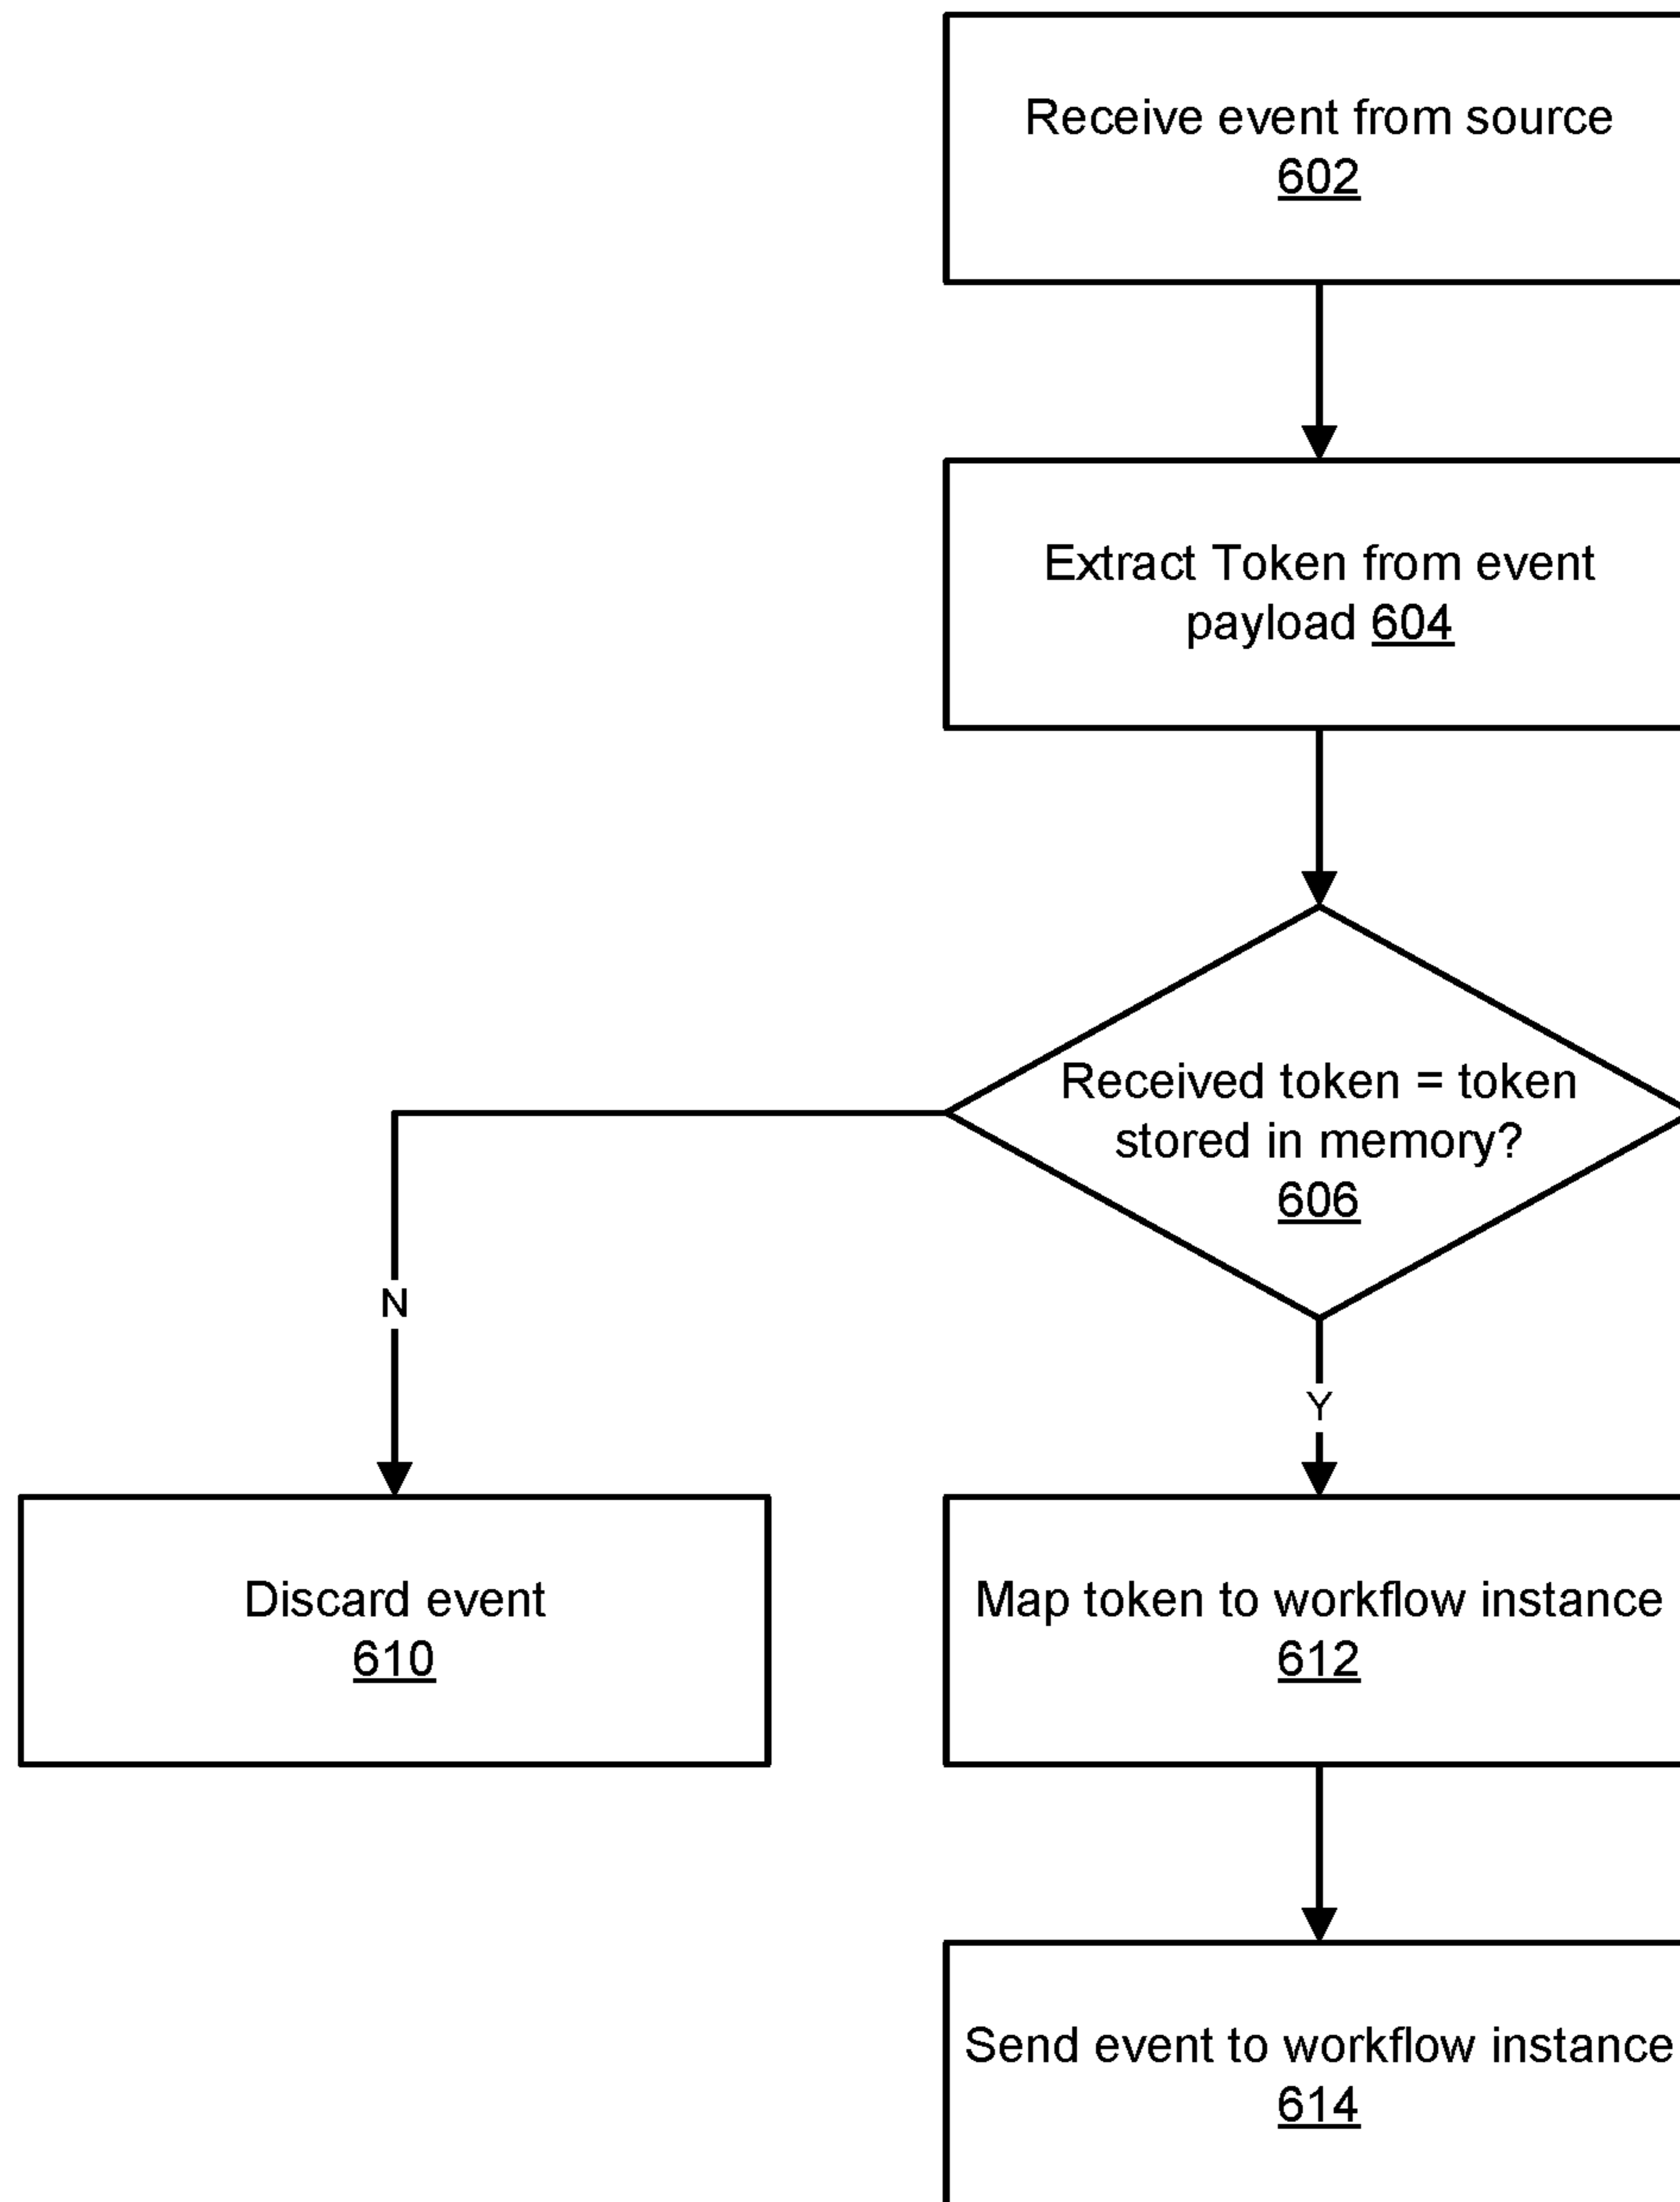 Receive event from source
602
Extract Token from event
payload 604
Received token = token
stored in memory?
606
N
Y
Discard event
610
Map token to workflow instance
612
Send event to workflow instance
614